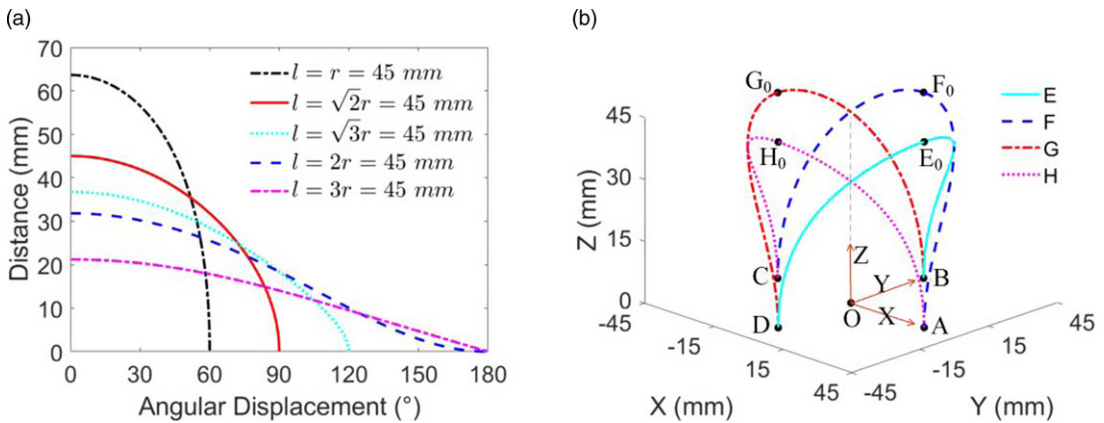 (a)
70
60
50
40
30
20
10
0
Distance (mm)
l = r = 45 mm
l = √2r = 45 mm
l = √3r = 45 mm
l = 2r = 45 mm
l = 3r = 45 mm
0 30 60 90 120 150 180
Angular Displacement (°)
(b)
G₀ F₀
H₀ E₀
E
F
G
H
45
30
15
0
Z (mm)
C Z Y B
D O X A
-45 -15 15 45
X (mm)
-45 -15 15 45
Y (mm)